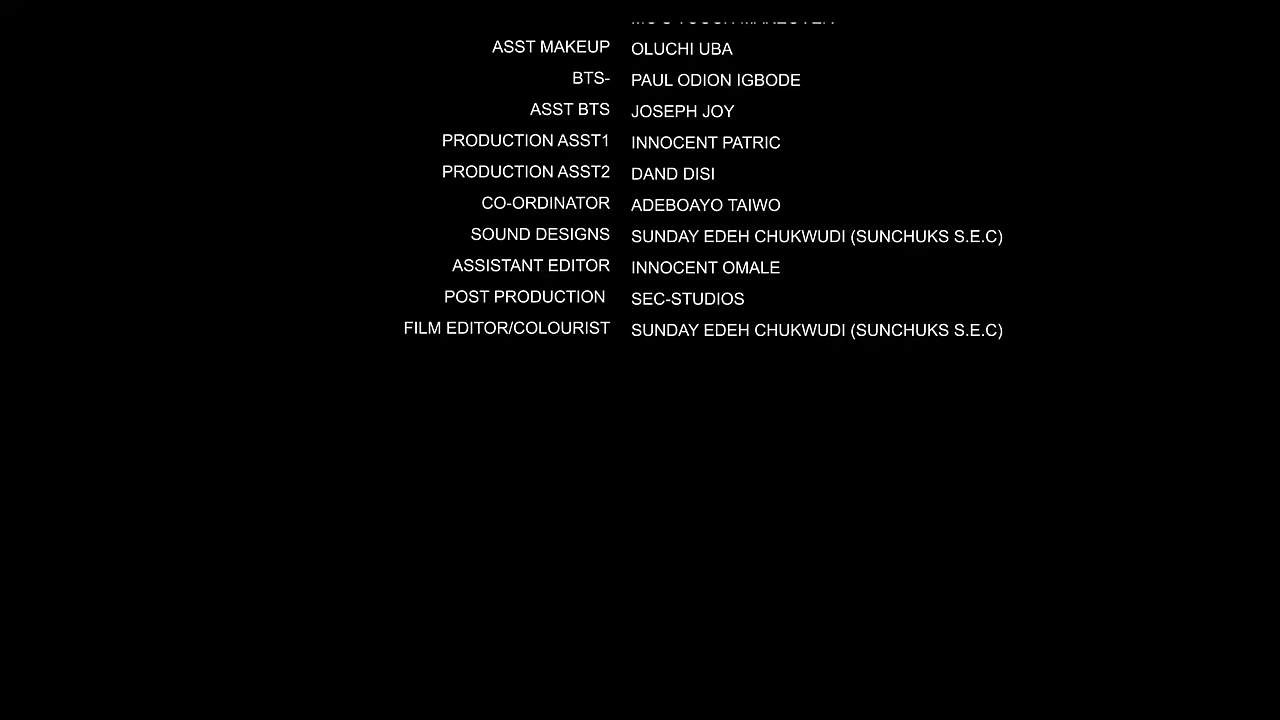 ASST MAKEUP OLUCHI UBA
BTS- PAUL ODION IGBODE
ASST BTS JOSEPH JOY
PRODUCTION ASST1 INNOCENT PATRIC
PRODUCTION ASST2 DAND DISI
CO-ORDINATOR ADEBOAYO TAIWO
SOUND DESIGNS SUNDAY EDEH CHUKWUDI (SUNCHUKS S.E.C)
ASSISTANT EDITOR INNOCENT OMALE
POST PRODUCTION SEC-STUDIOS
FILM EDITOR/COLOURIST SUNDAY EDEH CHUKWUDI (SUNCHUKS S.E.C)